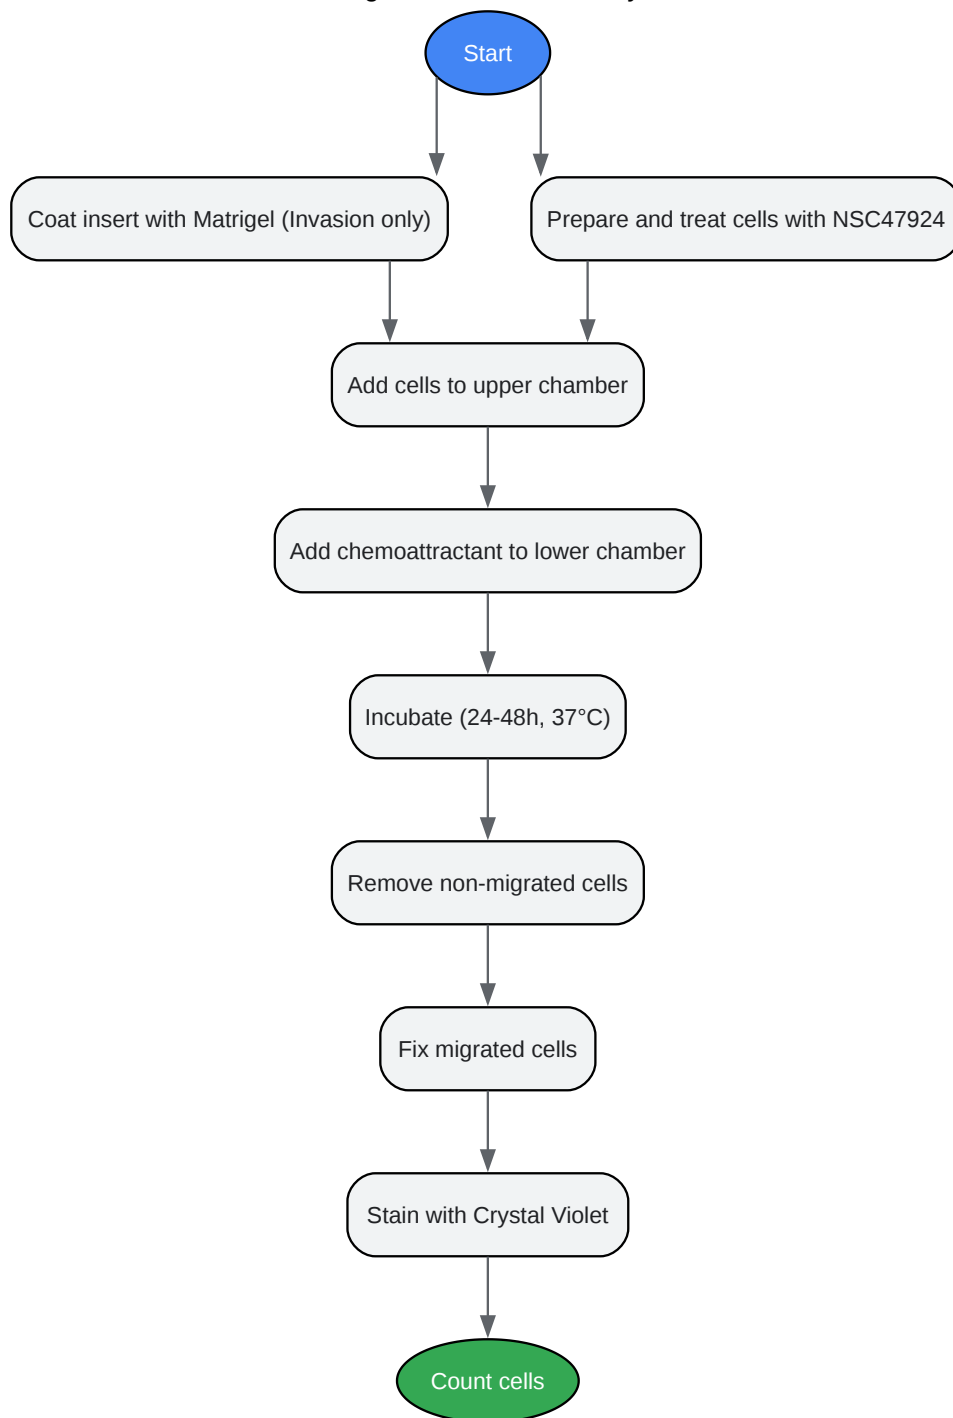 Start
Coat insert with Matrigel (Invasion only)
Prepare and treat cells with NSC47924
Add cells to upper chamber
Add chemoattractant to lower chamber
Incubate (24-48h, 37°C)
Remove non-migrated cells
Fix migrated cells
Stain with Crystal Violet
Count cells